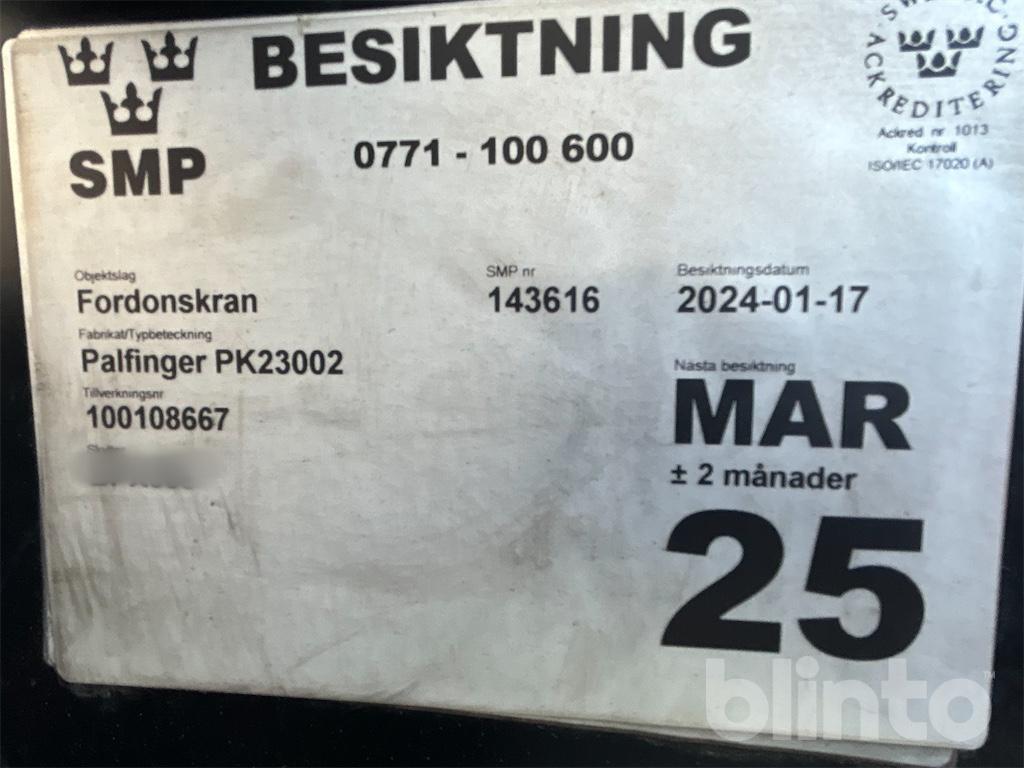 BESIKTNING
SMP
0771 - 100 600
ACKREDITERING
Ackred nr 1013
Kontroll
ISO/IEC 17020 (A)
Objektslag
Fordonskran
SMP nr
143616
Besiktningsdatum
2024-01-17
Fabrikat/Typbeteckning
Palfinger PK23002
Tillverkningsnr
100108667
Nästa besiktning
MAR
± 2 månader
25
blinto™